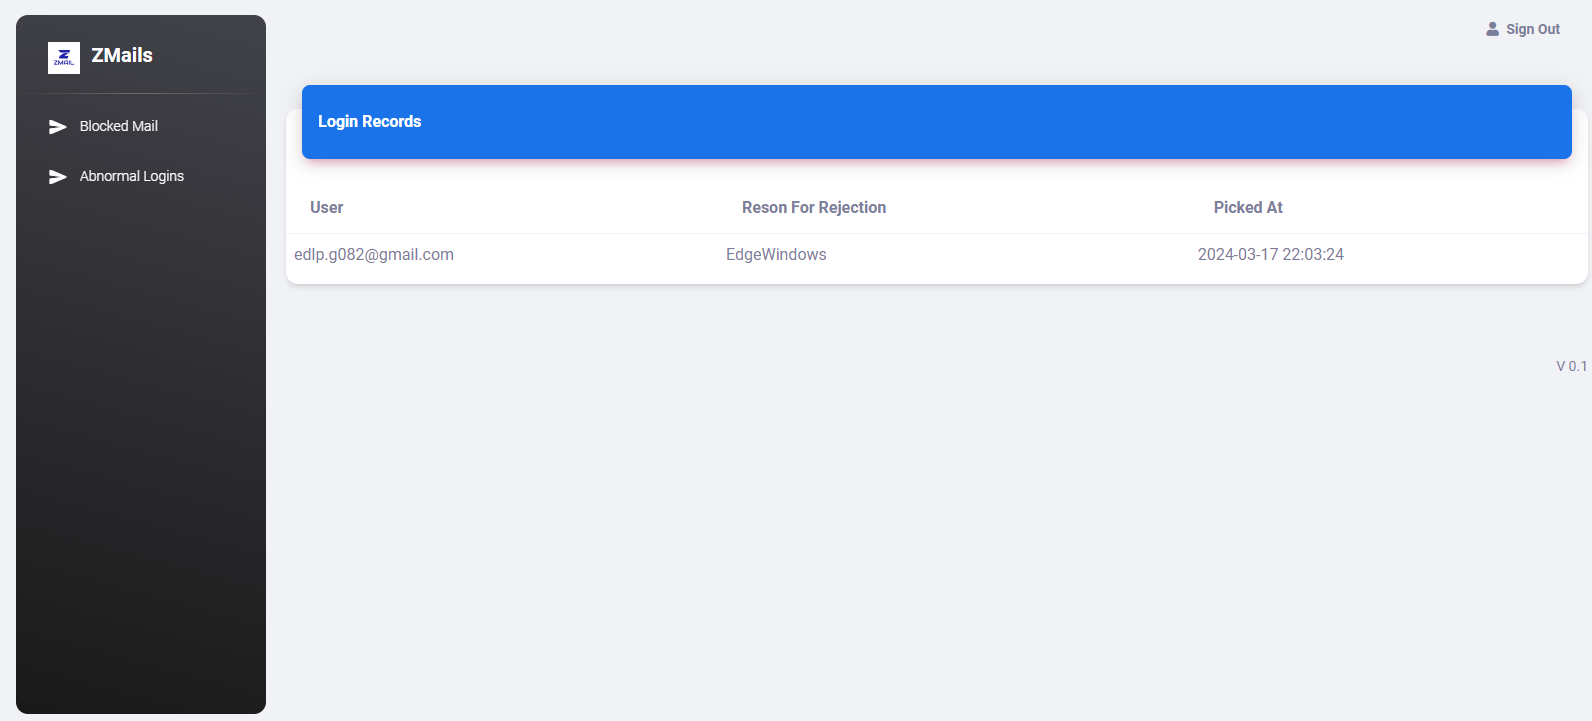 ZMAIL
ZMails
Sign Out
Blocked Mail
Abnormal Logins
Login Records
User Reson For Rejection Picked At
edlp.g082@gmail.com EdgeWindows 2024-03-17 22:03:24
V 0.1